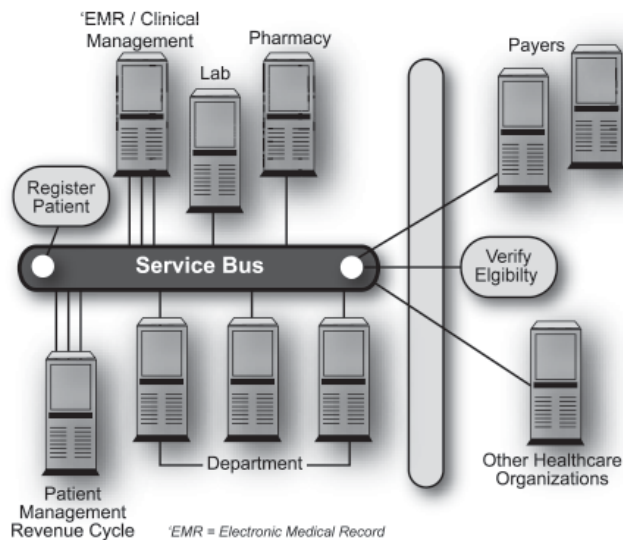 ‘EMR / Clinical
Management
Lab
Pharmacy
Payers
Register
Patient
Service Bus
Verify
Elgibilty
Department
Patient
Management
Revenue Cycle
Other Healthcare
Organizations
‘EMR = Electronic Medical Record